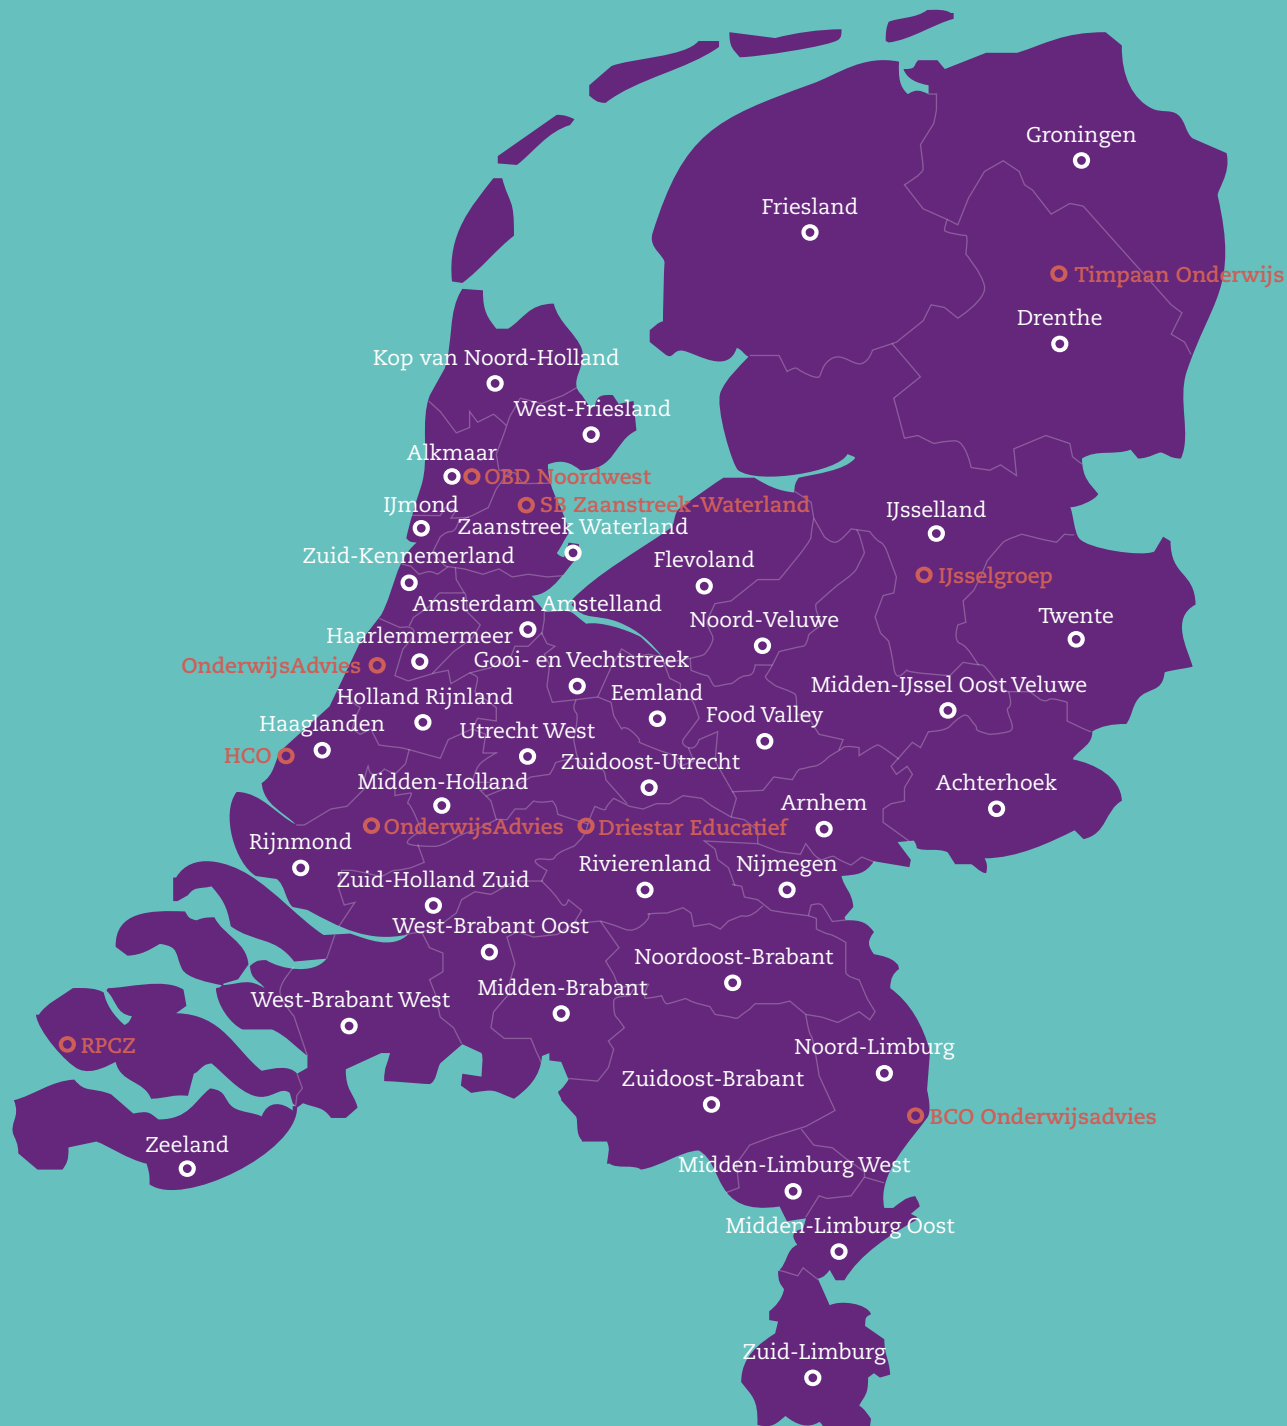 Groningen
Friesland
Timpaan Onderwijs
Drenthe
Kop van Noord-Holland
West-Friesland
Alkmaar
OBD Noordwest
IJmond
SB Zaanstreek-Waterland
IJsselland
Zaanstreek Waterland
Zuid-Kennemerland
Flevoland
IJsselgroep
Amsterdam Amstelland
Noord-Veluwe
Twente
Haarlemmermeer
OnderwijsAdvies
Gooi- en Vechtstreek
Holland Rijnland
Eemland
Midden-IJssel Oost Veluwe
Haaglanden
Utrecht West
Food Valley
HCO
Zuidoost-Utrecht
Midden-Holland
Achterhoek
Arnhem
OnderwijsAdvies
Driestar Educatief
Rijnmond
Rivierenland
Nijmegen
Zuid-Holland Zuid
West-Brabant Oost
Noordoost-Brabant
West-Brabant West
Midden-Brabant
RPCZ
Noord-Limburg
Zuidoost-Brabant
BCO Onderwijsadvies
Zeeland
Midden-Limburg West
Midden-Limburg Oost
Zuid-Limburg